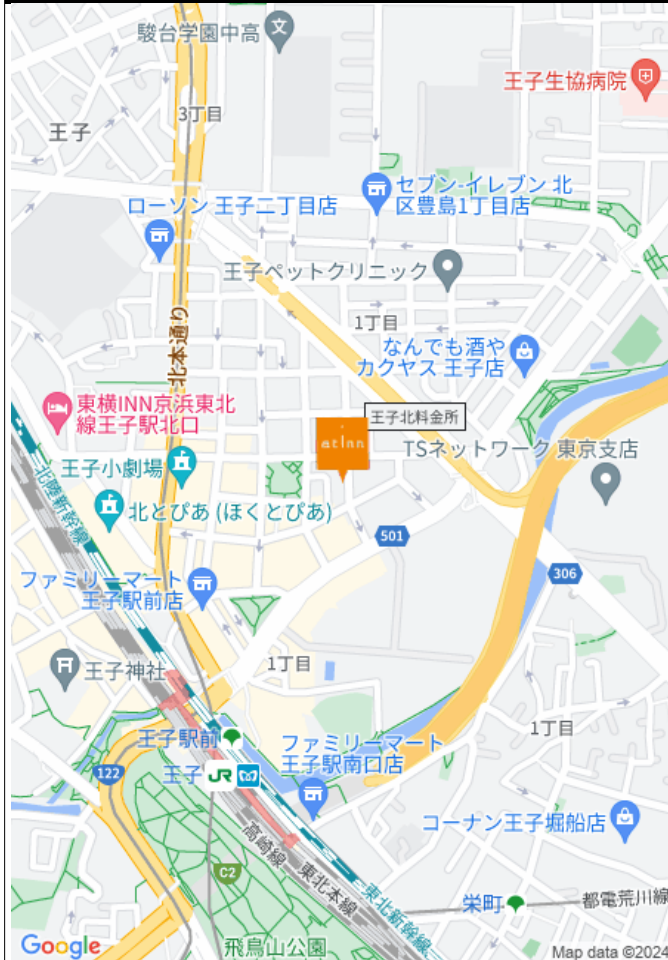 駿台学園中高
王子生協病院
3丁目
王子
セブン-イレブン 北
区豊島1丁目店
ローソン 王子二丁目店
王子ペットクリニック
1丁目
北本通り
なんでも酒や
カクヤス 王子店
東横INN京浜東北
線王子駅北口
王子北料金所
at inn
TSネットワーク 東京支店
王子小劇場
北陸新幹線
北とぴあ (ほくとぴあ)
501
306
ファミリーマート
王子駅前店
王子神社
1丁目
1丁目
王子駅前
ファミリーマート
王子駅南口店
王子 JR
122
コーナン王子堀船店
高崎線
東北本線
C2
東北新幹線
栄町
都電荒川線
飛鳥山公園
Google
Map data ©2024